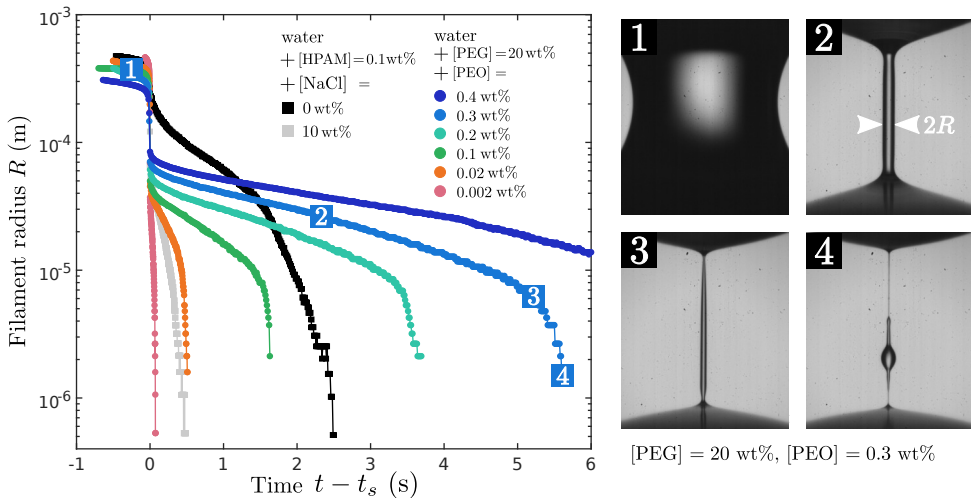 10⁻³
10⁻⁴
10⁻⁵
10⁻⁶
Filament radius R (m)
-1 0 1 2 3 4 5 6
Time t − tₛ (s)
water
+ [HPAM] = 0.1wt%
+ [NaCl] =
0 wt%
10 wt%
water
+ [PEG] = 20 wt%
+ [PEO] =
0.4 wt%
0.3 wt%
0.2 wt%
0.1 wt%
0.02 wt%
0.002 wt%
1
2
3
4
1
2
2R
3
4
[PEG] = 20 wt%, [PEO] = 0.3 wt%